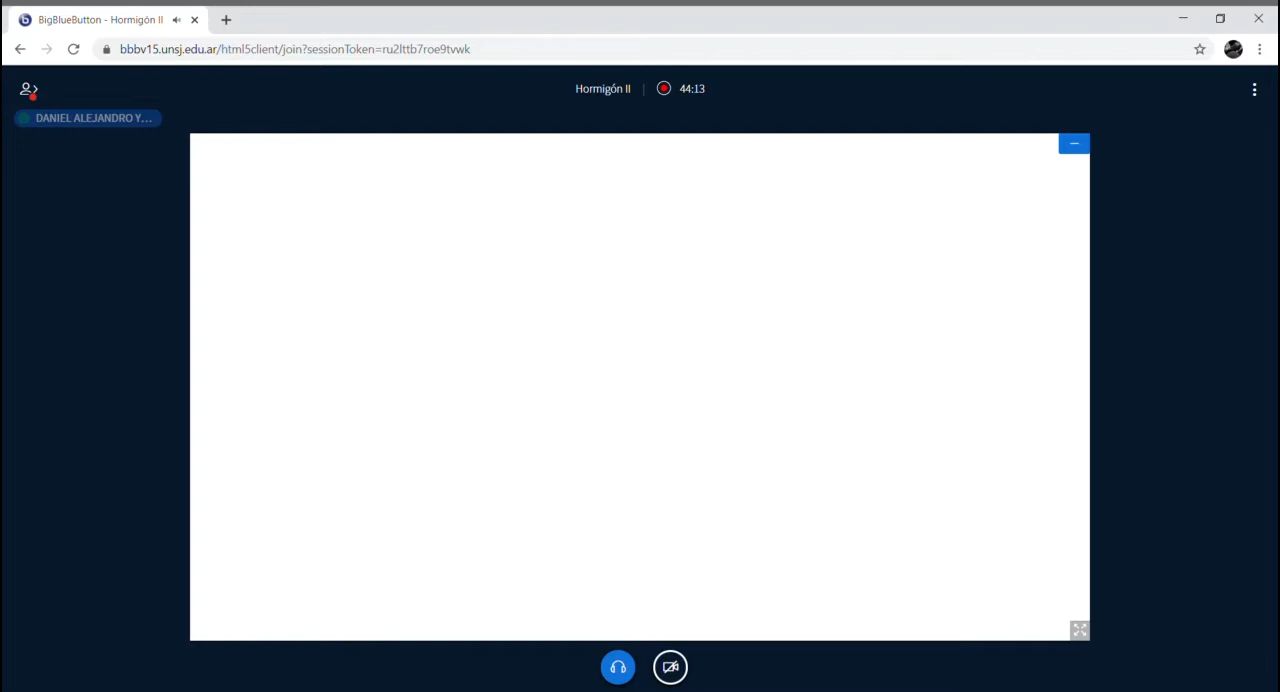 BigBlueButton - Hormigón II
bbbv15.unsj.edu.ar/html5client/join?sessionToken=ru2lttb7roe9tvwk
Hormigón II | 44:13
DANIEL ALEJANDRO Y...